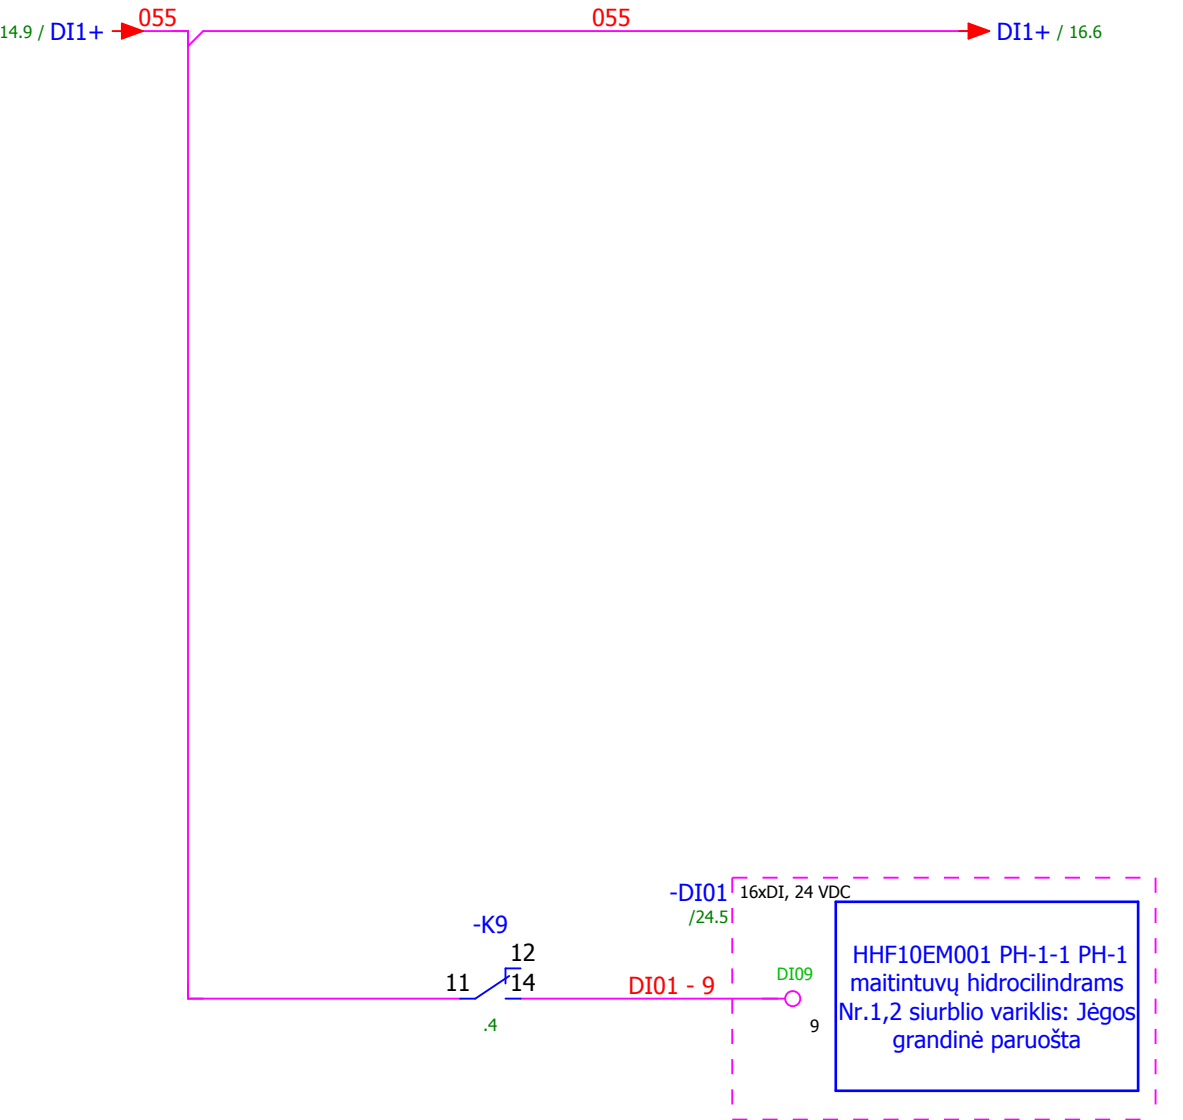 055
055
14.9 / DI1+
DI1+ / 16.6
-DI01
16xDI, 24 VDC
/24.5
-K9
12
11
14
.4
DI01 - 9
DI09
9
HHF10EM001 PH-1-1 PH-1
maitintuvų hidrocilindrams
Nr.1,2 siurblio variklis: Jėgos
grandinė paruošta